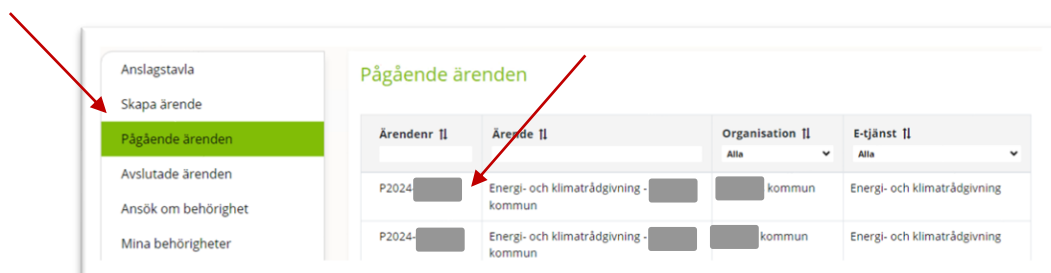 Anslagstavla
Skapa ärende
Pågående ärenden
Avslutade ärenden
Ansök om behörighet
Mina behörigheter
Pågående ärenden
Ärendenr Ärende Organisation E-tjänst
Alla Alla
P2024- Energi- och klimatrådgivning - kommun Energi- och klimatrådgivning
kommun
P2024- Energi- och klimatrådgivning - kommun Energi- och klimatrådgivning
kommun